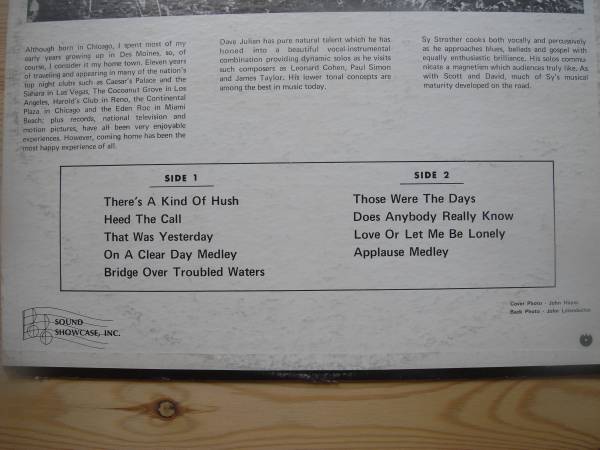 Although born in Chicago, I spent most of my
early years growing up in Des Moines, so, of
course, I consider it my home town. Eleven years
of traveling and appearing in many of the nation's
top night clubs such as Caesar's Palace and the
Sahara in Las Vegas, The Cocoanut Grove in Los
Angeles, Harold's Club in Reno, the Continental
Plaza in Chicago and the Eden Roc in Miami
Beach; plus records, national television and
motion pictures, have all been very enjoyable
experiences. However, coming home has been the
most happy experience of all.
Dave Julian has pure natural talent which he has
honed into a beautiful vocal-instrumental
combination providing dynamic solos as he visits
such composers as Leonard Cohen, Paul Simon
and James Taylor. His lower tonal concepts are
among the best in music today.
Sy Strother cooks both vocally and percussively
as he approaches blues, ballads and gospel with
equally enthusiastic brilliance. His solos commu-
nicate a magnetism which audiences truly like. As
with Scott and David, much of Sy's musical
maturity developed on the road.
SIDE 1
There's A Kind Of Hush
Heed The Call
That Was Yesterday
On A Clear Day Medley
Bridge Over Troubled Waters
SIDE 2
Those Were The Days
Does Anybody Really Know
Love Or Let Me Be Lonely
Applause Medley
Cover Photo - John
Back Photo - John
SOUND
SHOWCASE, INC.